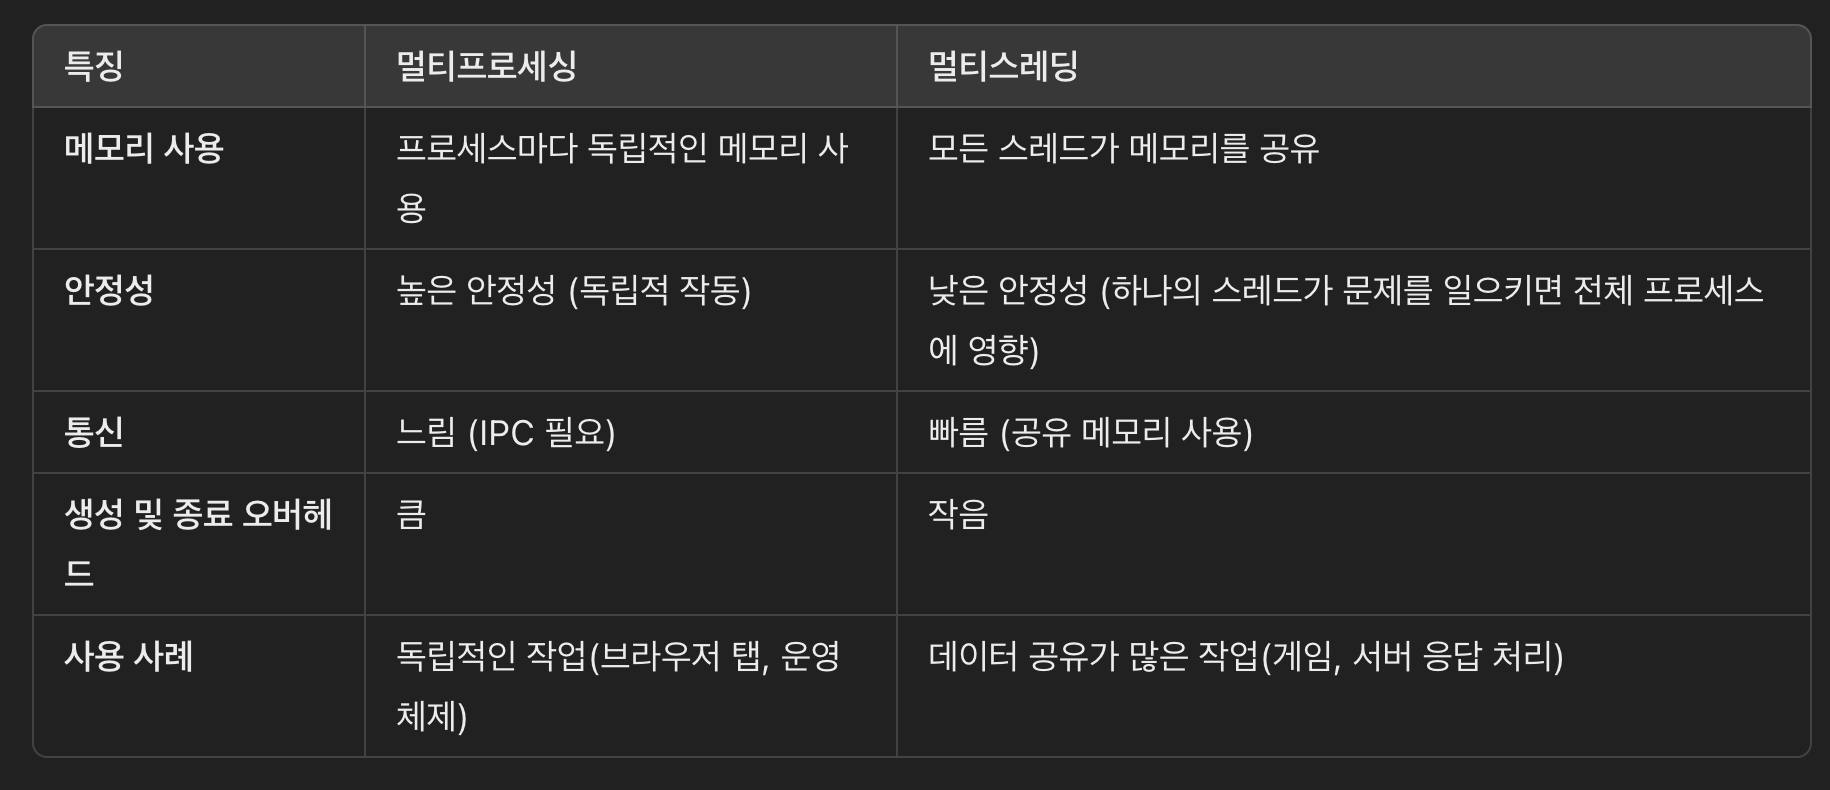 특징 멀티프로세싱 멀티스레딩
메모리 사용 프로세스마다 독립적인 메모리 사 모든 스레드가 메모리를 공유
용
안정성 높은 안정성 (독립적 작동) 낮은 안정성 (하나의 스레드가 문제를 일으키면 전체 프로세스
에 영향)
통신 느림 (IPC 필요) 빠름 (공유 메모리 사용)
생성 및 종료 오버헤 큼 작음
드
사용 사례 독립적인 작업(브라우저 탭, 운영 데이터 공유가 많은 작업(게임, 서버 응답 처리)
체제)